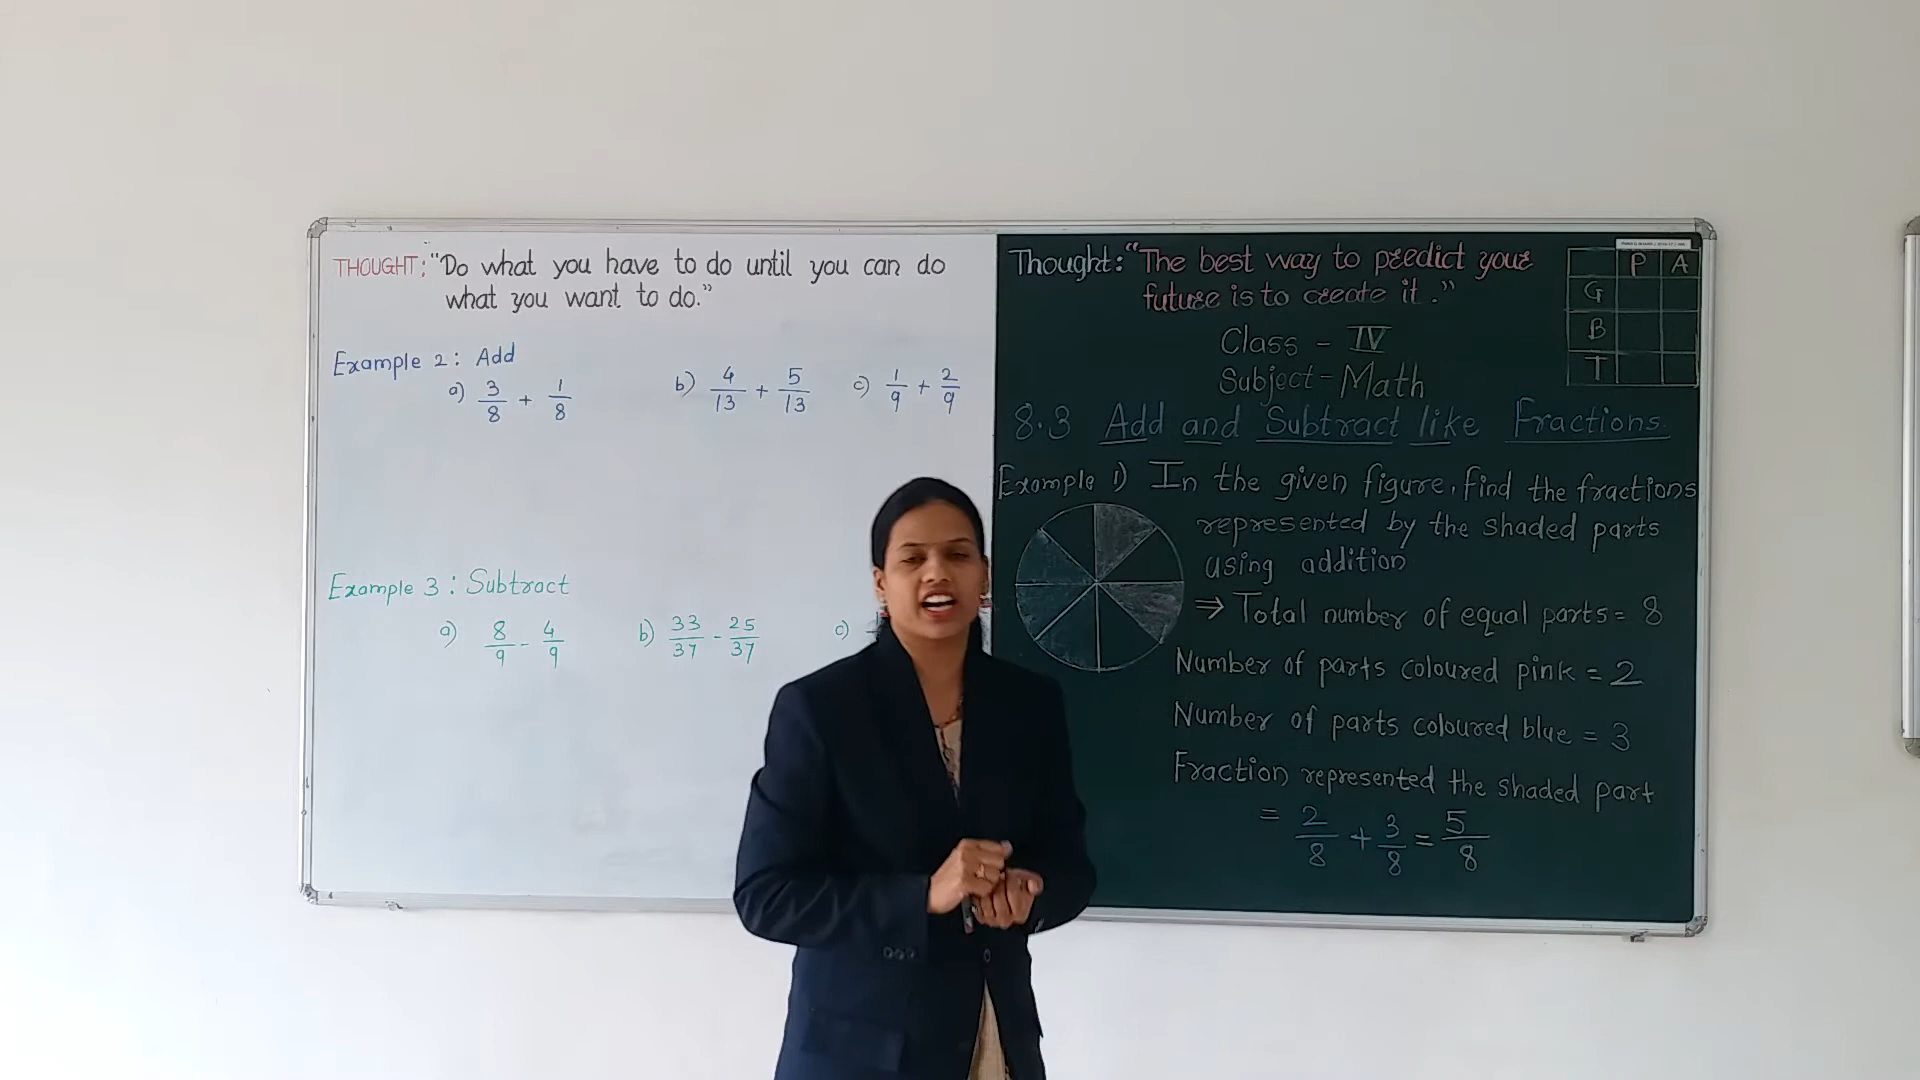 THOUGHT: "Do what you have to do until you can do
what you want to do."
Example 2: Add
a) 3/8 + 1/8 b) 4/13 + 5/13 c) 1/9 + 2/9
Example 3: Subtract
a) 8/9 - 4/9 b) 33/37 - 25/37 c)
Thought: "The best way to predict your
future is to create it."
P A
G
B
T
Class - IV
Subject - Math
8.3 Add and Subtract like Fractions.
Example 1) In the given figure, find the fractions
represented by the shaded parts
using addition
⇒ Total number of equal parts = 8
Number of parts coloured pink = 2
Number of parts coloured blue = 3
Fraction represented the shaded part
= 2/8 + 3/8 = 5/8